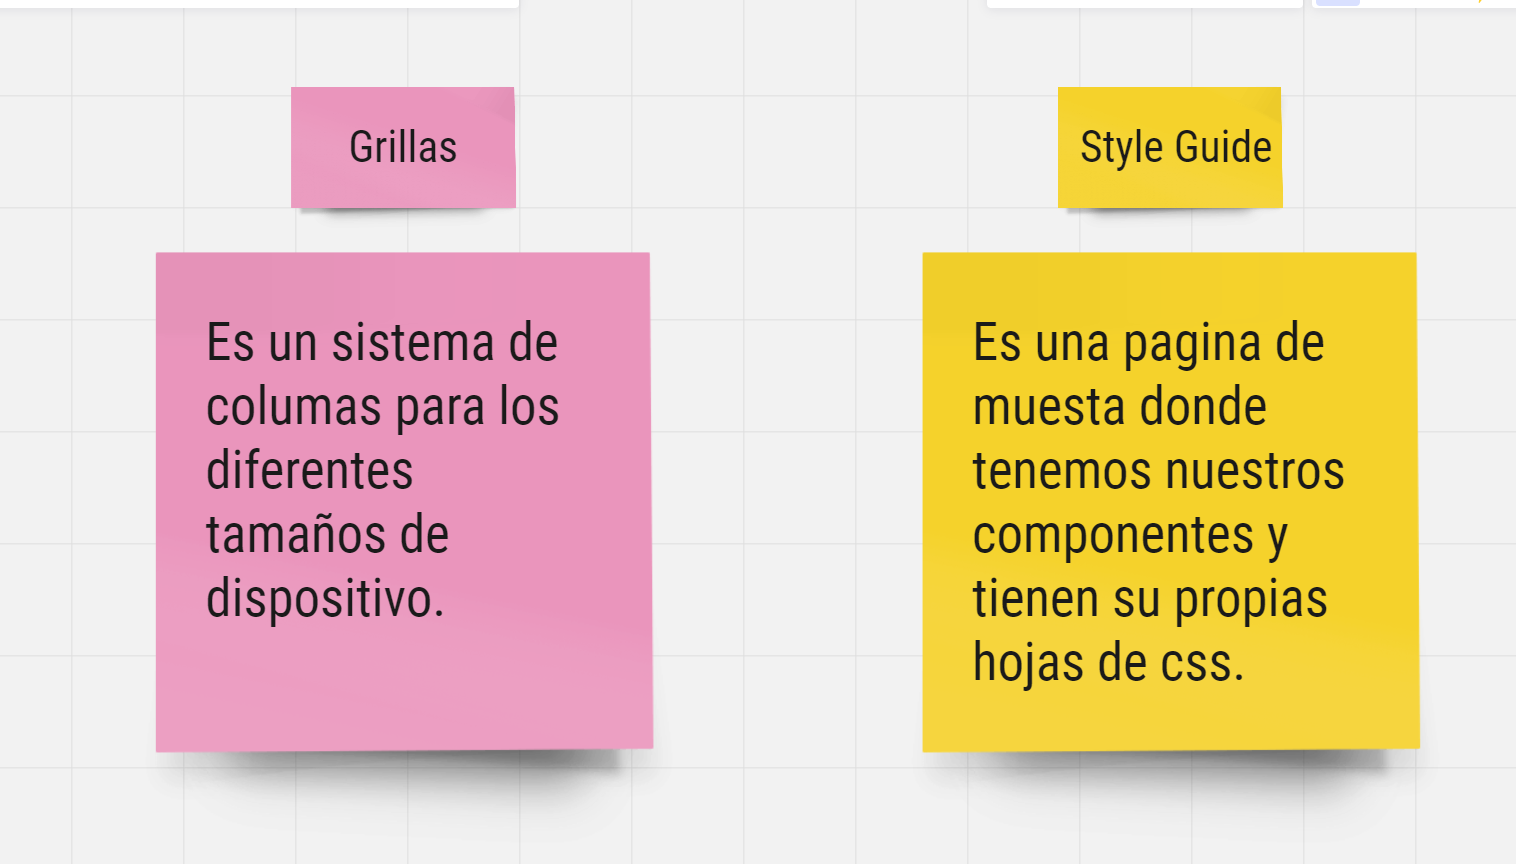 Grillas
Es un sistema de
columas para los
diferentes
tamaños de
dispositivo.
Style Guide
Es una pagina de
muesta donde
tenemos nuestros
componentes y
tienen su propias
hojas de css.